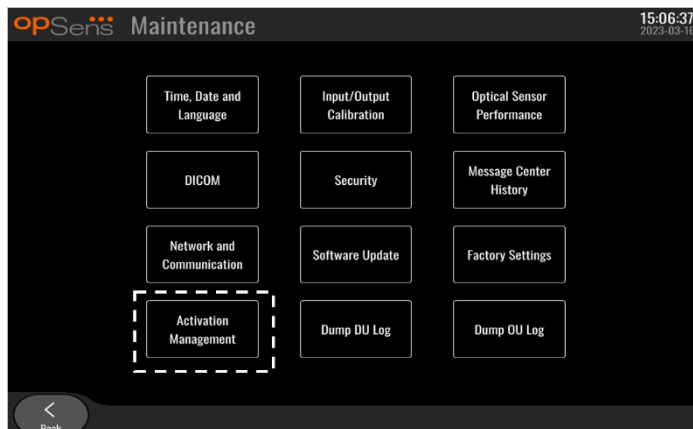 opSens Maintenance
15:06:37
2023-03-16
Time, Date and
Language
Input/Output
Calibration
Optical Sensor
Performance
DICOM
Security
Message Center
History
Network and
Communication
Software Update
Factory Settings
Activation
Management
Dump DU Log
Dump OU Log
Back